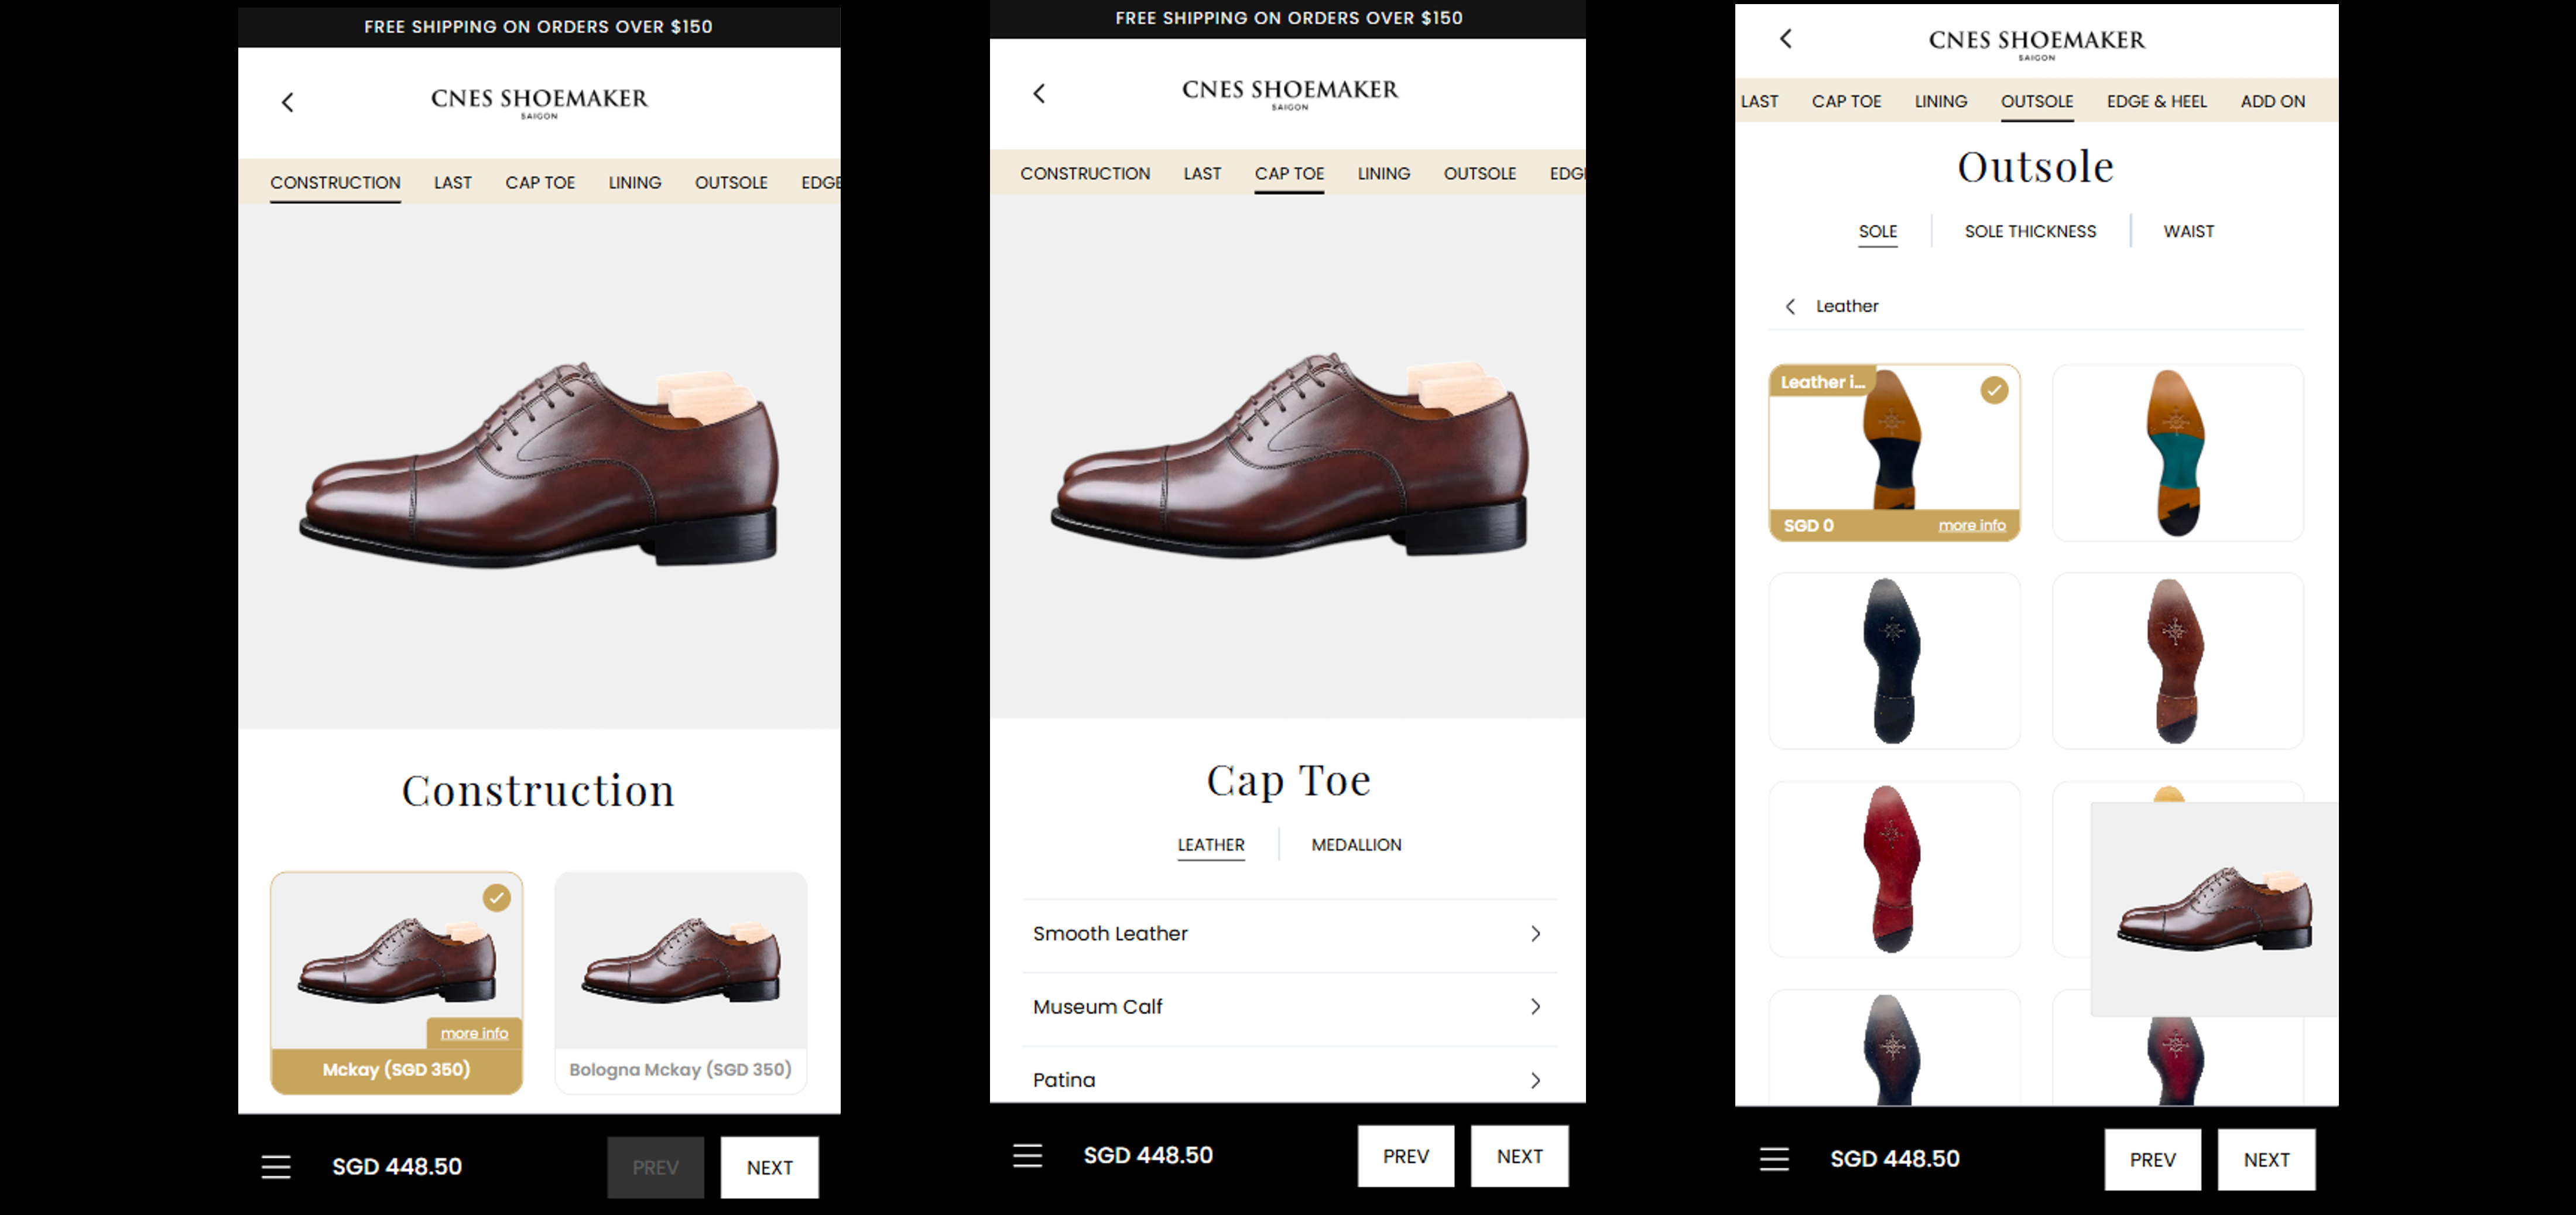 FREE SHIPPING ON ORDERS OVER $150
CNES SHOEMAKER
SAIGON
CONSTRUCTION LAST CAP TOE LINING OUTSOLE EDGE
Construction
more info
Mckay (SGD 350) Bologna Mckay (SGD 350)
SGD 448.50 PREV NEXT
FREE SHIPPING ON ORDERS OVER $150
CNES SHOEMAKER
SAIGON
CONSTRUCTION LAST CAP TOE LINING OUTSOLE EDG
Cap Toe
LEATHER MEDALLION
Smooth Leather
Museum Calf
Patina
SGD 448.50 PREV NEXT
CNES SHOEMAKER
SAIGON
LAST CAP TOE LINING OUTSOLE EDGE & HEEL ADD ON
Outsole
SOLE SOLE THICKNESS WAIST
Leather
Leather i...
SGD 0 more info
SGD 448.50 PREV NEXT